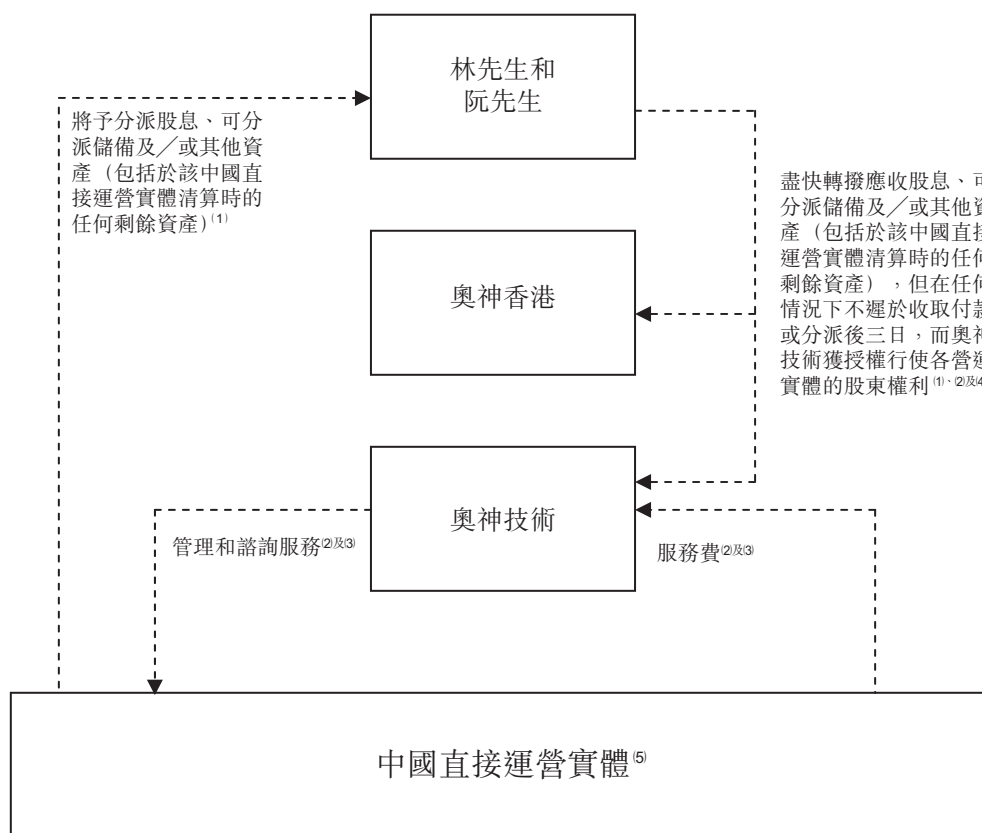 林先生和
阮先生
將予分派股息、可分
派儲備及／或其他資
產（包括於該中國直
接運營實體清算時的
任何剩餘資產）(1)
盡快轉撥應收股息、
分派儲備及／或其他
產（包括於該中國直
運營實體清算時的任
剩餘資產），但在任
情況下不遲於收取付
或分派後三日，而奧
技術獲授權行使各營
實體的股東權利(1)、(2)及(4
奧神香港
奧神技術
管理和諮詢服務(2)及(3)
服務費(2)及(3)
中國直接運營實體(5)